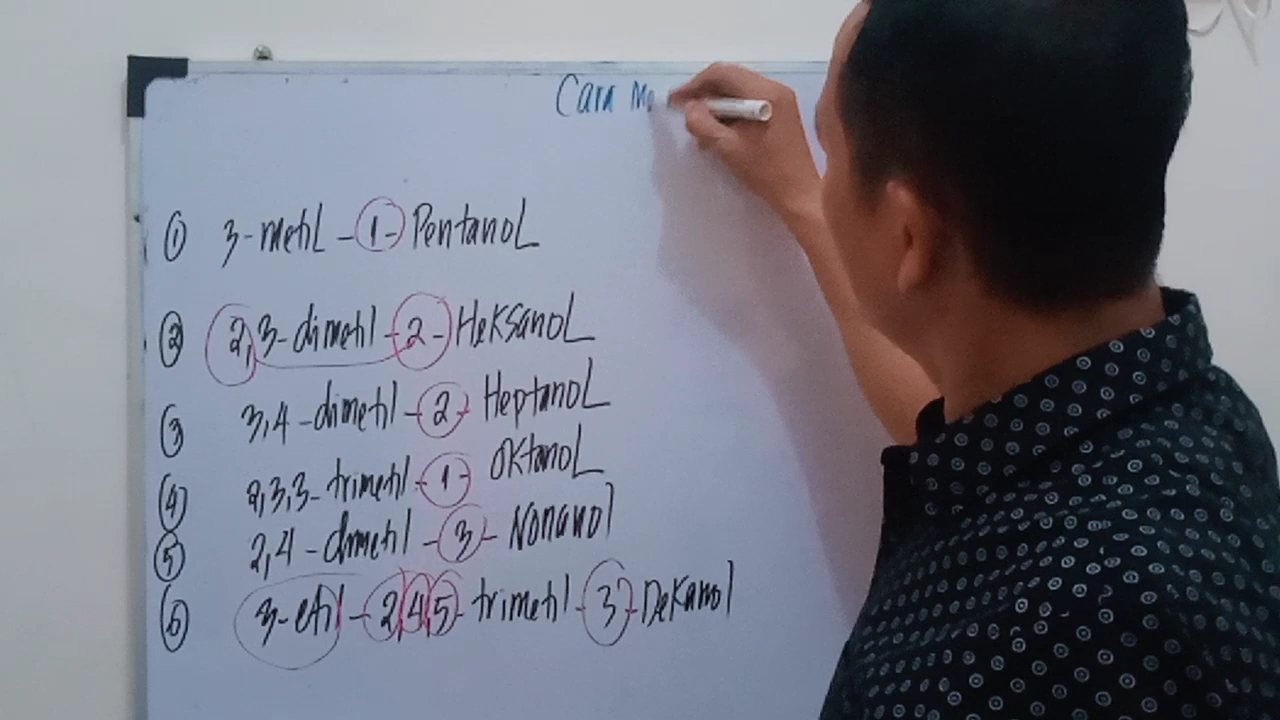 Cara Me
① 3-metil-1-PentanoL
② 2,3-dimetil-2-HeksanoL
③ 3,4-dimetil-2-HeptanoL
④ 2,3,3-trimetil-1-OktanoL
⑤ 2,4-dimetil-3-Nonanol
⑥ 3-etil-2,4,5-trimetil-3-Dekanol